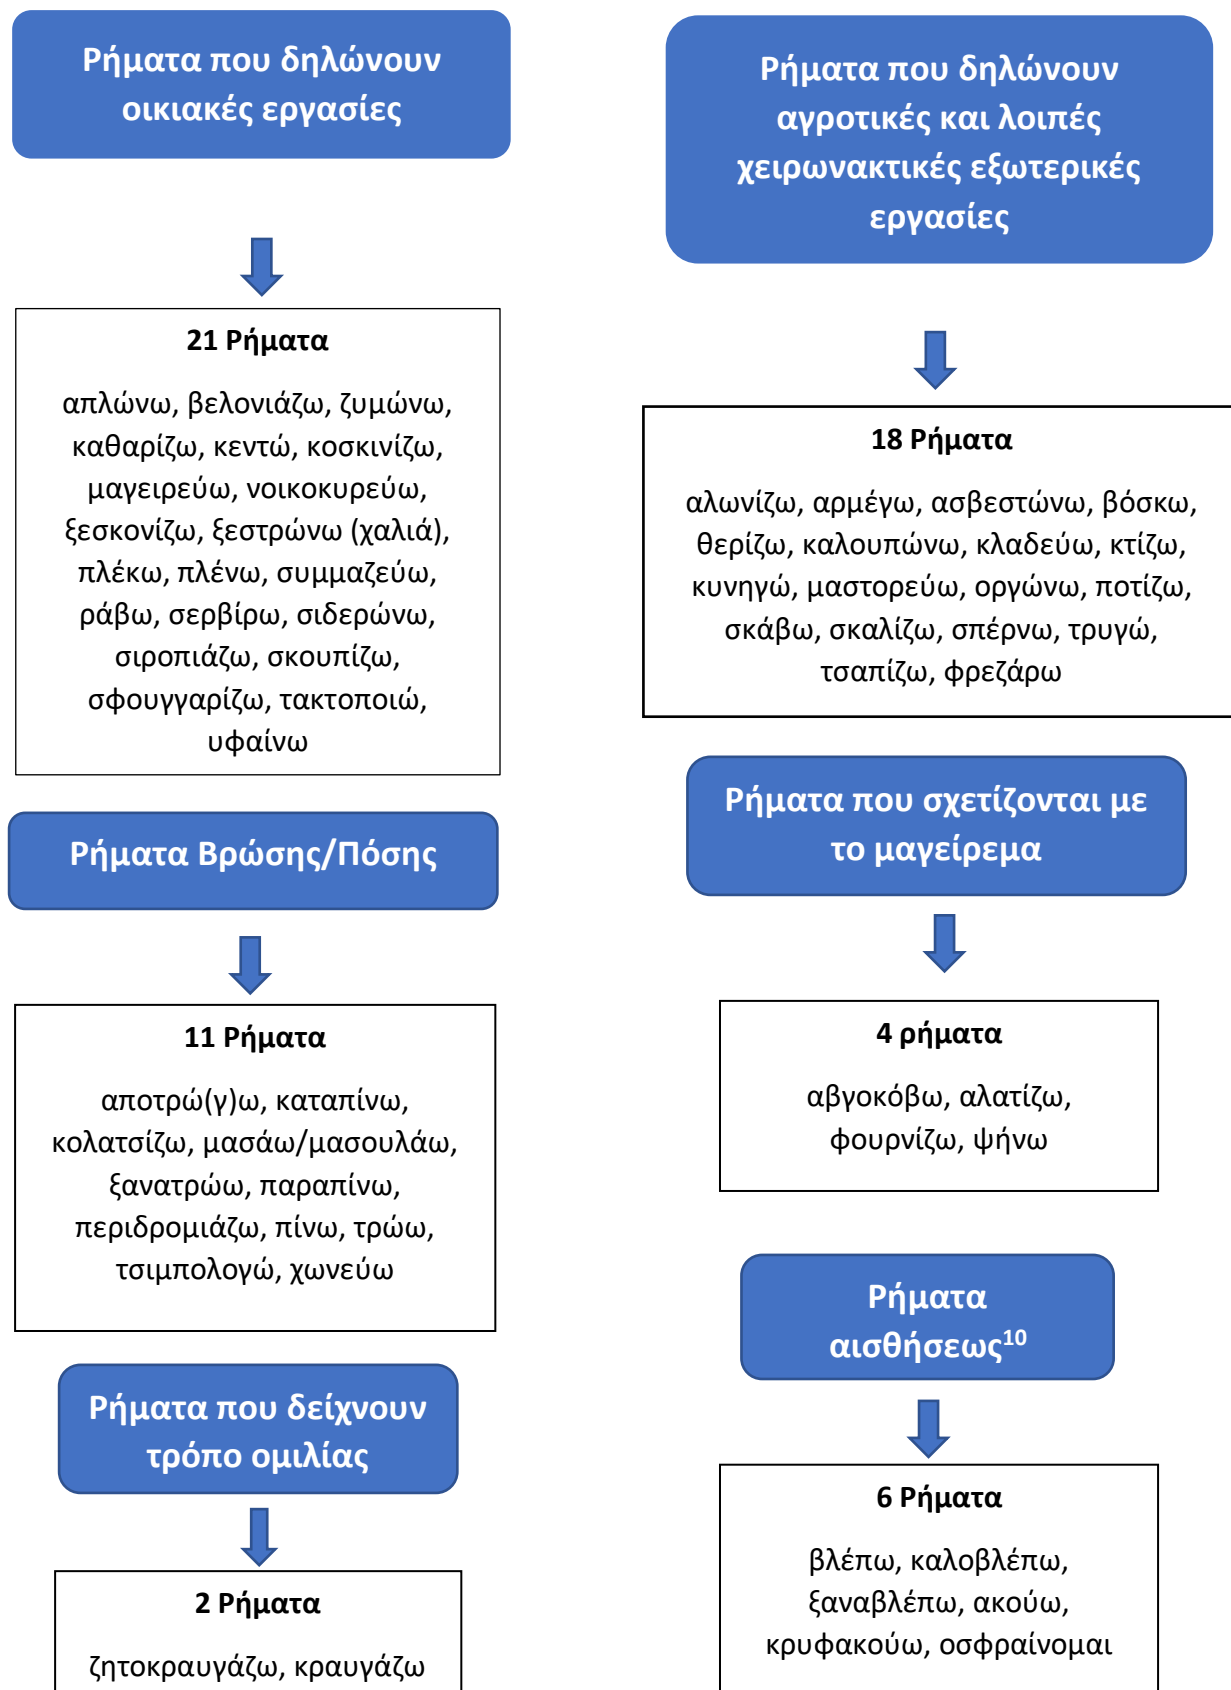 Ρήματα που δηλώνουν
οικιακές εργασίες
21 Ρήματα
απλώνω, βελονιάζω, ζυμώνω,
καθαρίζω, κεντώ, κοσκινίζω,
μαγειρεύω, νοικοκυρεύω,
ξεσκονίζω, ξεστρώνω (χαλιά),
πλέκω, πλένω, συμμαζεύω,
ράβω, σερβίρω, σιδερώνω,
σιροπιάζω, σκουπίζω,
σφουγγαρίζω, τακτοποιώ,
υφαίνω
Ρήματα που δηλώνουν
αγροτικές και λοιπές
χειρωνακτικές εξωτερικές
εργασίες
18 Ρήματα
αλωνίζω, αρμέγω, ασβεστώνω, βόσκω,
θερίζω, καλουπώνω, κλαδεύω, κτίζω,
κυνηγώ, μαστορεύω, οργώνω, ποτίζω,
σκάβω, σκαλίζω, σπέρνω, τρυγώ,
τσαπίζω, φρεζάρω
Ρήματα Βρώσης/Πόσης
11 Ρήματα
αποτρώ(γ)ω, καταπίνω,
κολατσίζω, μασάω/μασουλάω,
ξανατρώω, παραπίνω,
περιδρομιάζω, πίνω, τρώω,
τσιμπολογώ, χωνεύω
Ρήματα που σχετίζονται με
το μαγείρεμα
4 ρήματα
αβγοκόβω, αλατίζω,
φουρνίζω, ψήνω
Ρήματα που δείχνουν
τρόπο ομιλίας
2 Ρήματα
ζητοκραυγάζω, κραυγάζω
Ρήματα
αισθήσεως¹⁰
6 Ρήματα
βλέπω, καλοβλέπω,
ξαναβλέπω, ακούω,
κρυφακούω, οσφραίνομαι